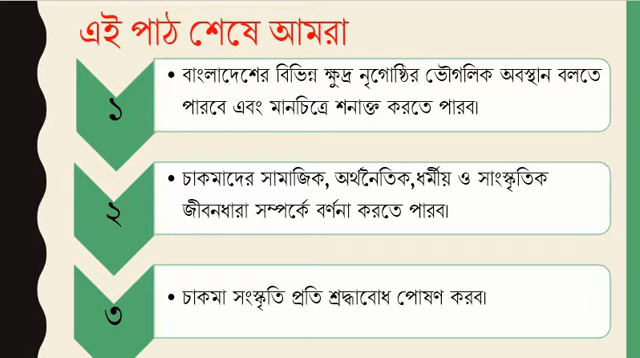 এই পাঠ শেষে আমরা
১
• বাংলাদেশের বিভিন্ন ক্ষুদ্র নৃগোষ্ঠির ভৌগলিক অবস্থান বলতে
পারবে এবং মানচিত্রে শনাক্ত করতে পারব।
২
• চাকমাদের সামাজিক, অর্থনৈতিক,ধর্মীয় ও সাংস্কৃতিক
জীবনধারা সম্পর্কে বর্ণনা করতে পারব।
৩
• চাকমা সংস্কৃতি প্রতি শ্রদ্ধাবোধ পোষণ করব।